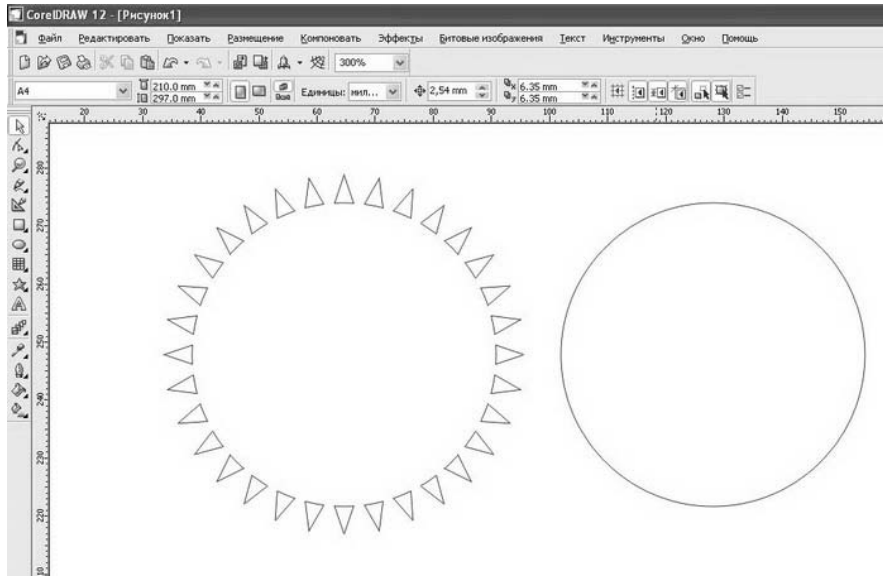 CorelDRAW 12 - [Рисунок1]
Файл Редактировать Показать Размещение Компоновать Эффекты Битовые изображения Текст Инструменты Окно Помощь
300%
A4 210.0 mm 297.0 mm Единицы: мил... 2,54 mm 6.35 mm 6.35 mm
20 30 40 50 60 70 80 90 100 110 120 130 140 150
280
270
260
250
240
230
220